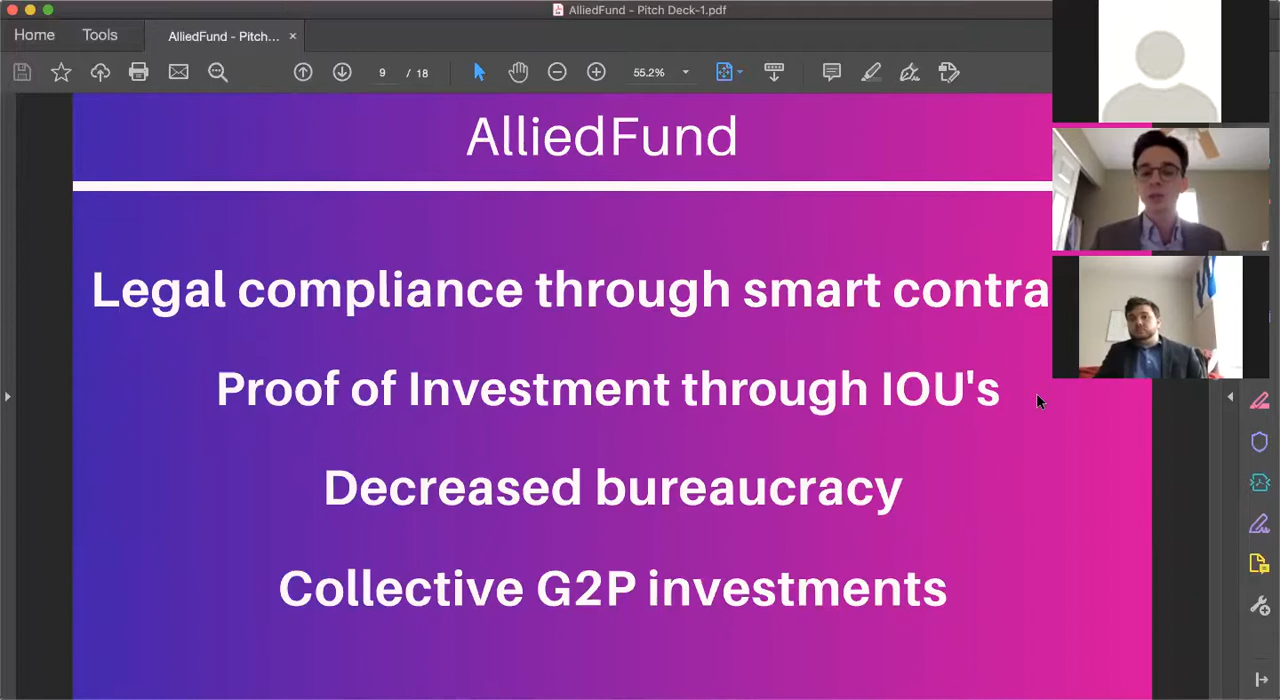 AlliedFund - Pitch Deck-1.pdf
Home Tools AlliedFund - Pitch... ×
9 / 18 55.2%
AlliedFund
Legal compliance through smart contra
Proof of Investment through IOU's
Decreased bureaucracy
Collective G2P investments